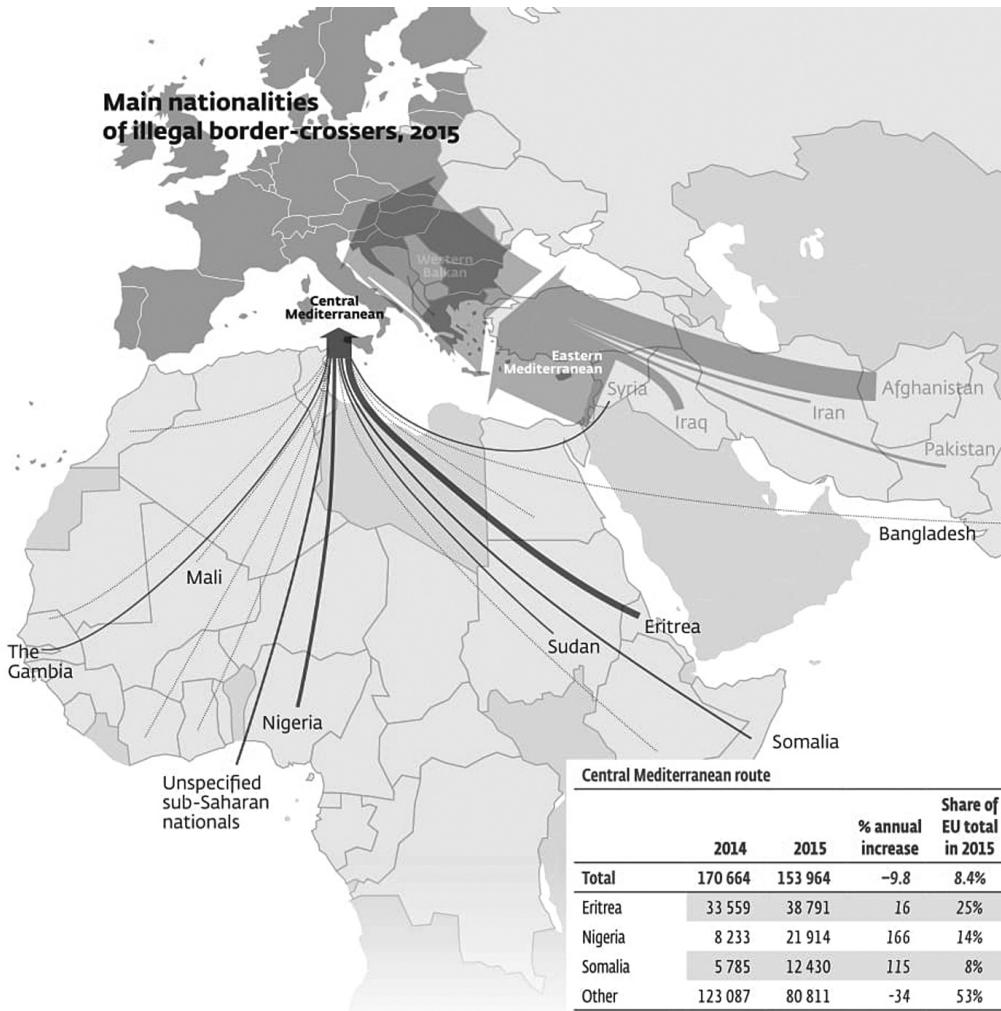 Main nationalities
of illegal border-crossers, 2015
Western
Balkan
Central
Mediterranean
Eastern
Mediterranean
Syria
Afghanistan
Iran
Iraq
Pakistan
Bangladesh
Mali
Eritrea
Sudan
The
Gambia
Nigeria
Somalia
Unspecified
sub-Saharan
nationals
Central Mediterranean route
2014 2015 % annual increase Share of EU total in 2015
Total 170 664 153 964 −9.8 8.4%
Eritrea 33 559 38 791 16 25%
Nigeria 8 233 21 914 166 14%
Somalia 5 785 12 430 115 8%
Other 123 087 80 811 -34 53%